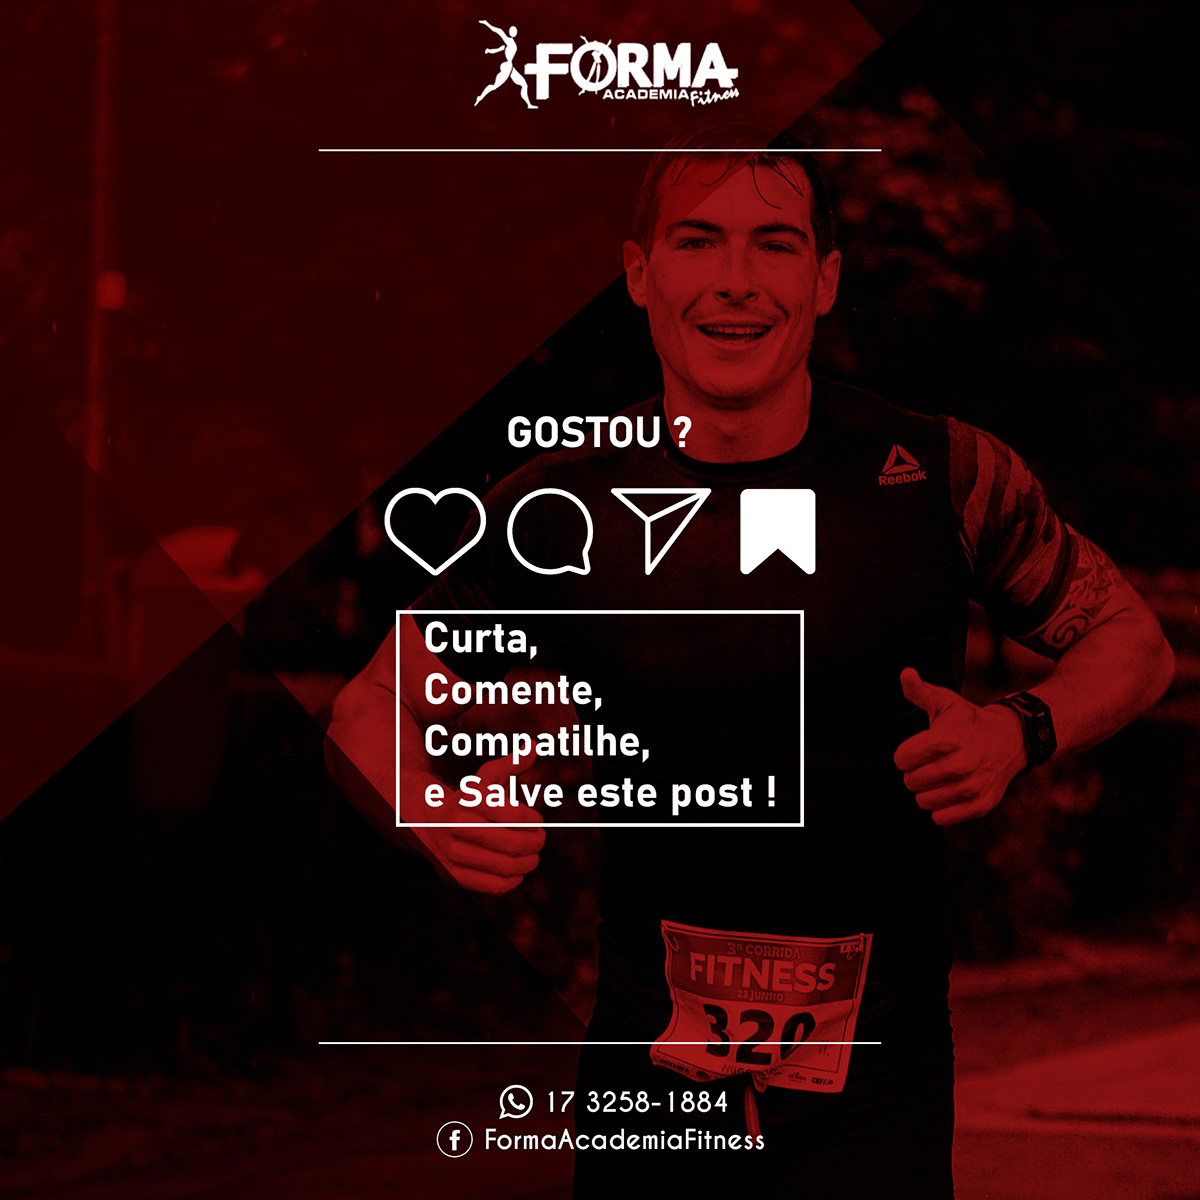 FORMA
ACADEMIA Fitness
GOSTOU ?
Reebok
Curta,
Comente,
Compatilhe,
e Salve este post !
3ª CORRIDA
FITNESS
23 JUNHO
320
17 3258-1884
FormaAcademiaFitness